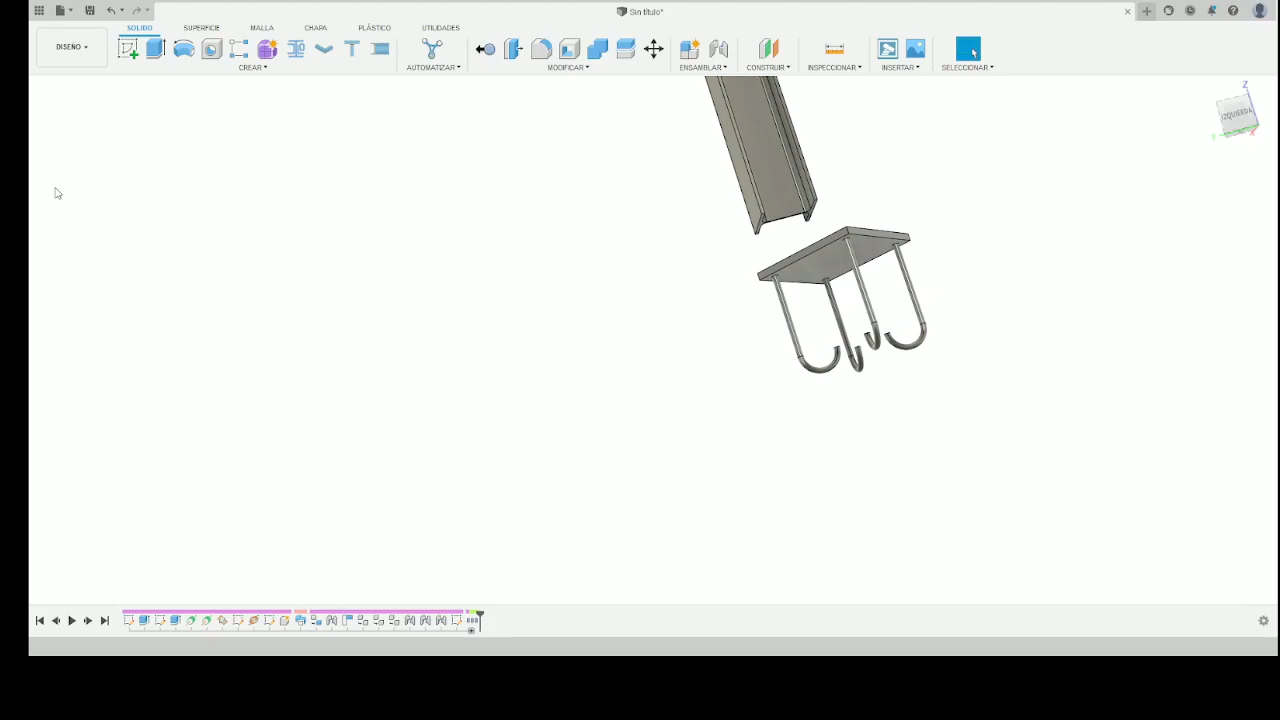 Sin título*
SOLIDO
SUPERFICIE
MALLA
CHAPA
PLÁSTICO
UTILIDADES
DISEÑO
CREAR
AUTOMATIZAR
MODIFICAR
ENSAMBLAR
CONSTRUIR
INSPECCIONAR
INSERTAR
SELECCIONAR
Z
IZQUIERDA
Y
X